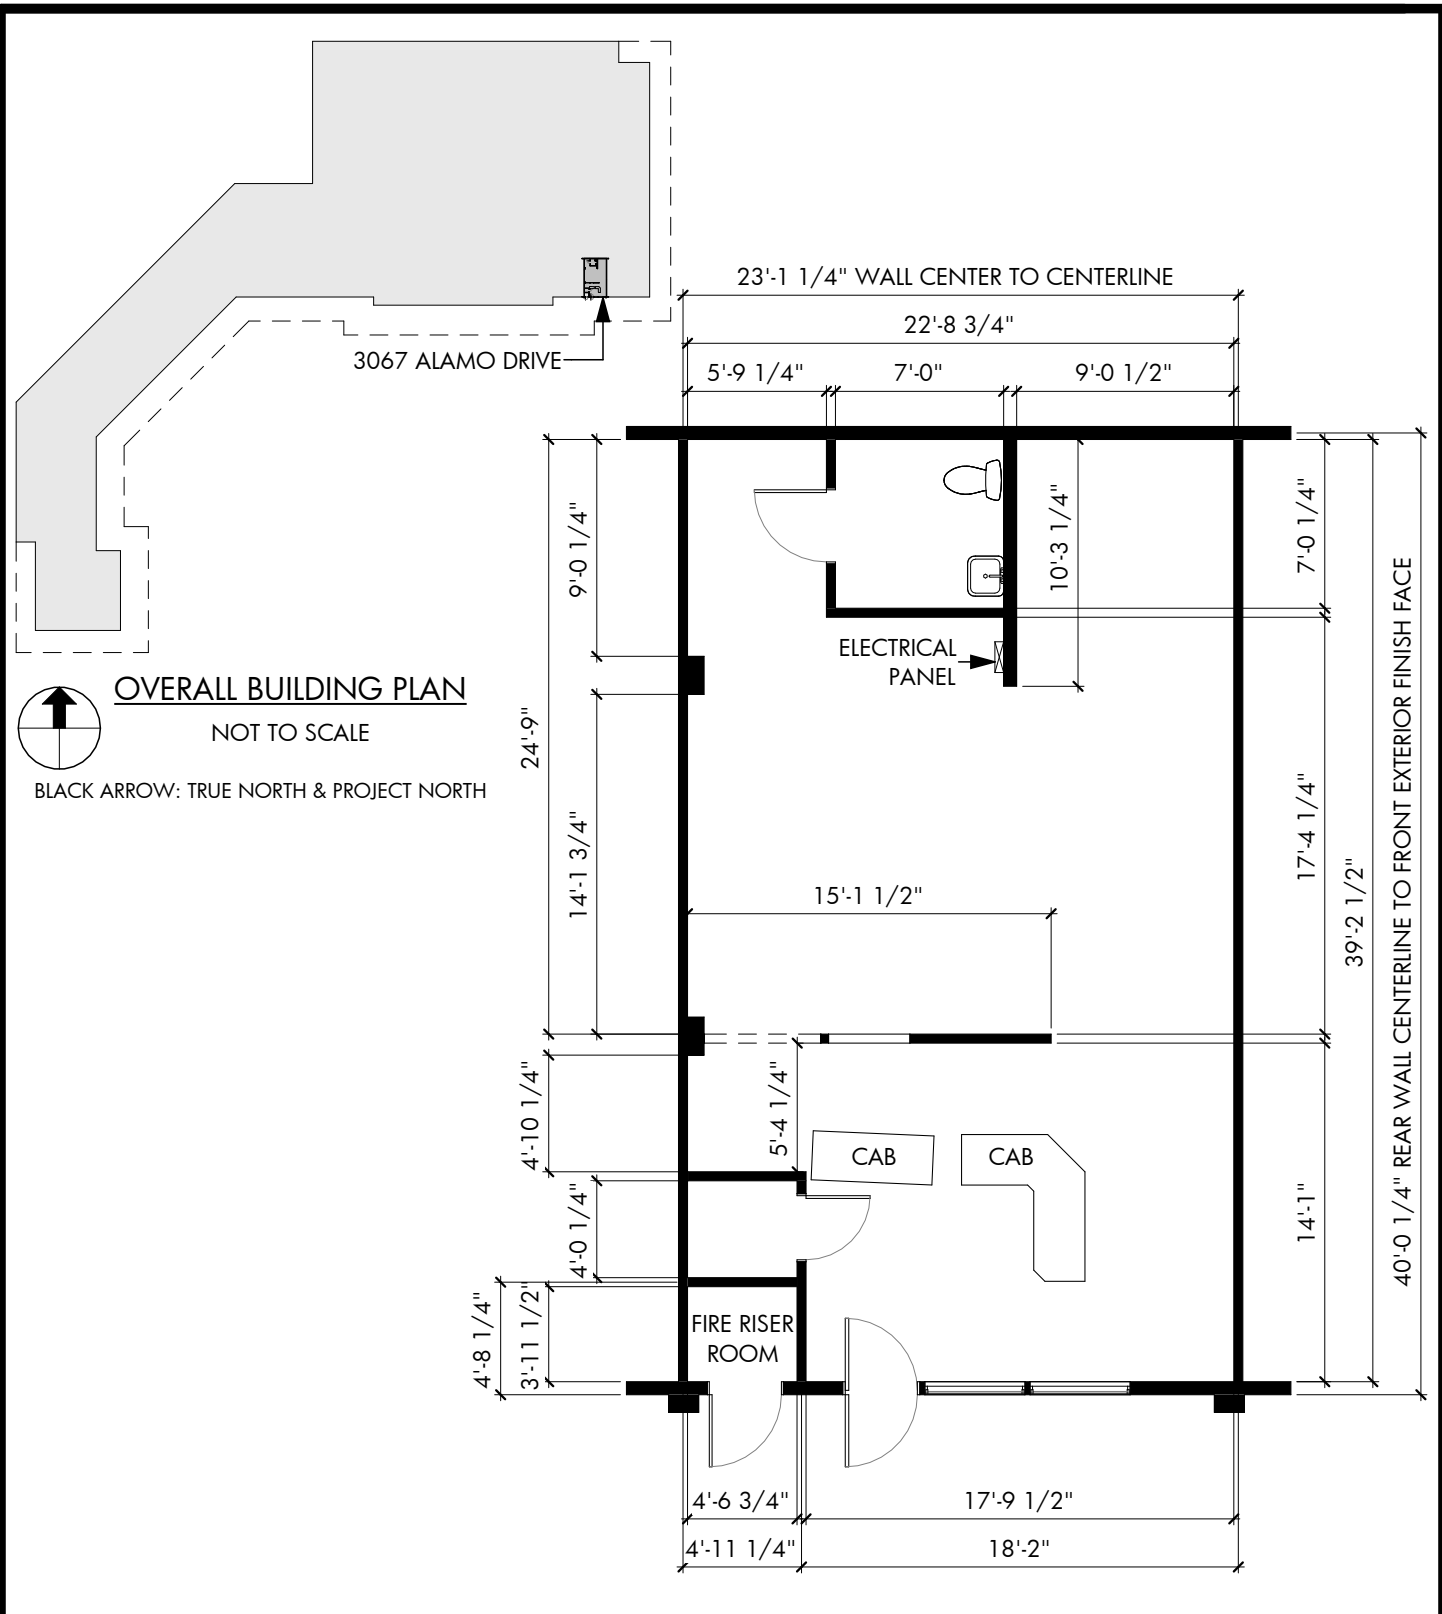 23'-1 1/4" WALL CENTER TO CENTERLINE
22'-8 3/4"
3067 ALAMO DRIVE
5'-9 1/4"
7'-0"
9'-0 1/2"
9'-0 1/4"
10'-3 1/4"
7'-0 1/4"
ELECTRICAL
PANEL
OVERALL BUILDING PLAN
NOT TO SCALE
BLACK ARROW: TRUE NORTH & PROJECT NORTH
24'-9"
14'-1 3/4"
17'-4 1/4"
39'-2 1/2"
40'-0 1/4" REAR WALL CENTERLINE TO FRONT EXTERIOR FINISH FACE
15'-1 1/2"
4'-10 1/4"
5'-4 1/4"
CAB
CAB
4'-0 1/4"
14'-1"
4'-8 1/4"
3'-11 1/2"
FIRE RISER
ROOM
4'-6 3/4"
17'-9 1/2"
4'-11 1/4"
18'-2"